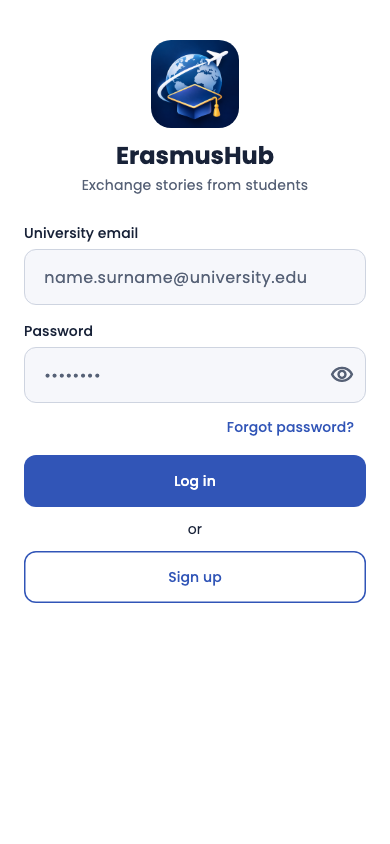 ErasmusHub
Exchange stories from students
University email
name.surname@university.edu
Password
••••••••
Forgot password?
Log in
or
Sign up